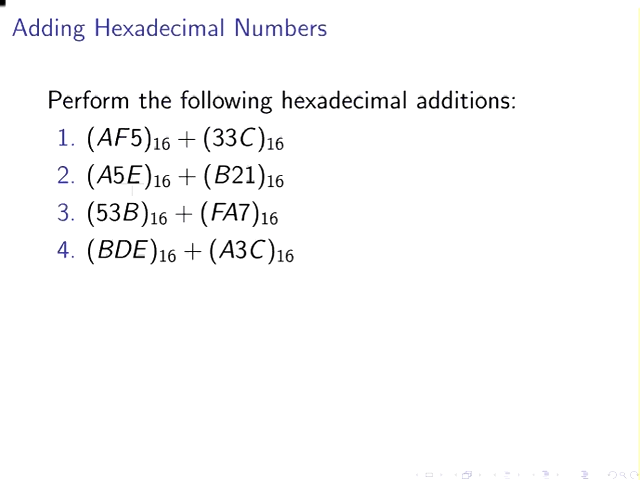 Adding Hexadecimal Numbers
Perform the following hexadecimal additions:
1. (AF5)₁₆ + (33C)₁₆
2. (A5E)₁₆ + (B21)₁₆
3. (53B)₁₆ + (FA7)₁₆
4. (BDE)₁₆ + (A3C)₁₆